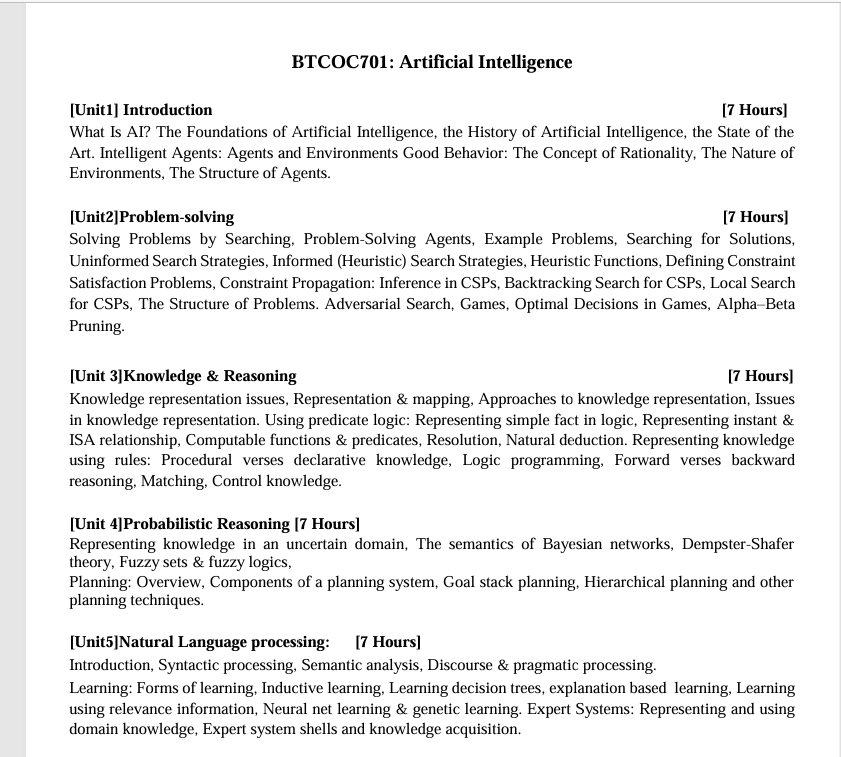 BTCOC701: Artificial Intelligence
[Unit1] Introduction [7 Hours]
What Is AI? The Foundations of Artificial Intelligence, the History of Artificial Intelligence, the State of the
Art. Intelligent Agents: Agents and Environments Good Behavior: The Concept of Rationality, The Nature of
Environments, The Structure of Agents.
[Unit2]Problem-solving [7 Hours]
Solving Problems by Searching, Problem-Solving Agents, Example Problems, Searching for Solutions,
Uninformed Search Strategies, Informed (Heuristic) Search Strategies, Heuristic Functions, Defining Constraint
Satisfaction Problems, Constraint Propagation: Inference in CSPs, Backtracking Search for CSPs, Local Search
for CSPs, The Structure of Problems. Adversarial Search, Games, Optimal Decisions in Games, Alpha–Beta
Pruning.
[Unit 3]Knowledge & Reasoning [7 Hours]
Knowledge representation issues, Representation & mapping, Approaches to knowledge representation, Issues
in knowledge representation. Using predicate logic: Representing simple fact in logic, Representing instant &
ISA relationship, Computable functions & predicates, Resolution, Natural deduction. Representing knowledge
using rules: Procedural verses declarative knowledge, Logic programming, Forward verses backward
reasoning, Matching, Control knowledge.
[Unit 4]Probabilistic Reasoning [7 Hours]
Representing knowledge in an uncertain domain, The semantics of Bayesian networks, Dempster-Shafer
theory, Fuzzy sets & fuzzy logics,
Planning: Overview, Components of a planning system, Goal stack planning, Hierarchical planning and other
planning techniques.
[Unit5]Natural Language processing: [7 Hours]
Introduction, Syntactic processing, Semantic analysis, Discourse & pragmatic processing.
Learning: Forms of learning, Inductive learning, Learning decision trees, explanation based learning, Learning
using relevance information, Neural net learning & genetic learning. Expert Systems: Representing and using
domain knowledge, Expert system shells and knowledge acquisition.